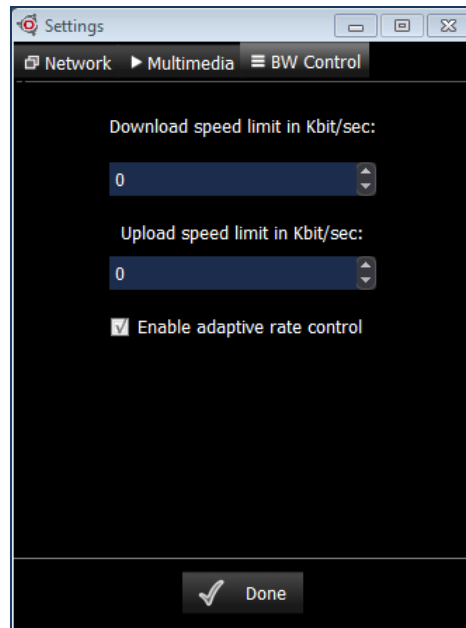 Settings
Network Multimedia BW Control
Download speed limit in Kbit/sec:
0
Upload speed limit in Kbit/sec:
0
Enable adaptive rate control
Done